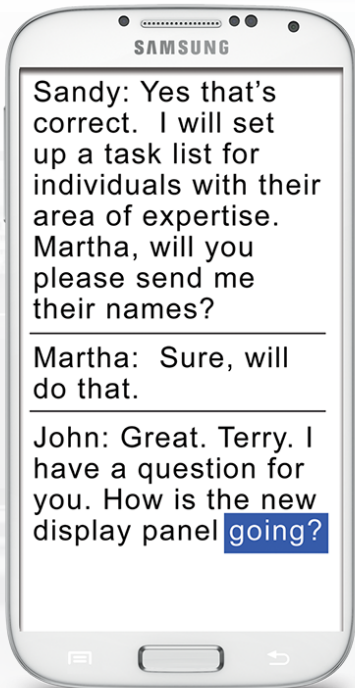 SAMSUNG
Sandy: Yes that's
correct.  I will set
up a task list for
individuals with their
area of expertise.
Martha, will you
please send me
their names?
Martha:  Sure, will
do that.
John: Great. Terry. I
have a question for
you. How is the new
display panel going?